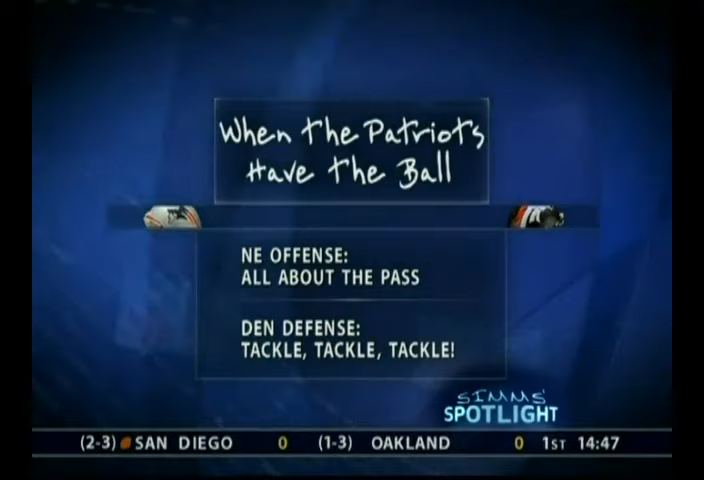 When the Patriots
Have the Ball
NE OFFENSE:
ALL ABOUT THE PASS
DEN DEFENSE:
TACKLE, TACKLE, TACKLE!
SIMMS'
SPOTLIGHT
(2-3) SAN DIEGO 0 (1-3) OAKLAND 0 1ST 14:47